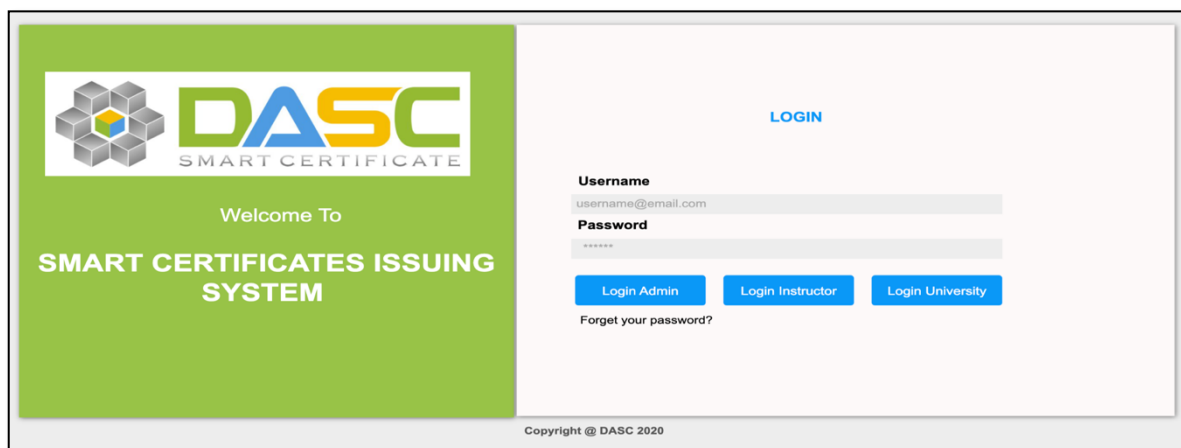 DASC
SMART CERTIFICATE
Welcome To
SMART CERTIFICATES ISSUING
SYSTEM
LOGIN
Username
username@email.com
Password
******
Login Admin
Login Instructor
Login University
Forget your password?
Copyright @ DASC 2020